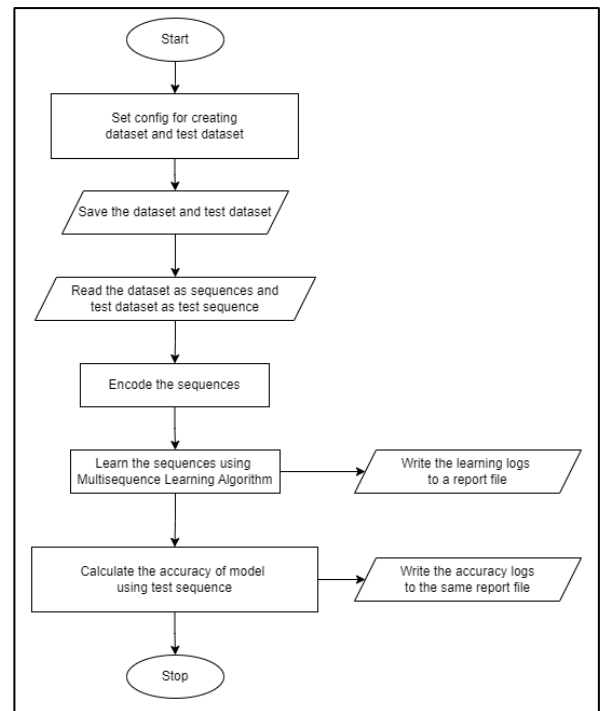 Start
Set config for creating
dataset and test dataset
Save the dataset and test dataset
Read the dataset as sequences and
test dataset as test sequence
Encode the sequences
Learn the sequences using
Multisequence Learning Algorithm
Write the learning logs
to a report file
Calculate the accuracy of model
using test sequence
Write the accuracy logs
to the same report file
Stop